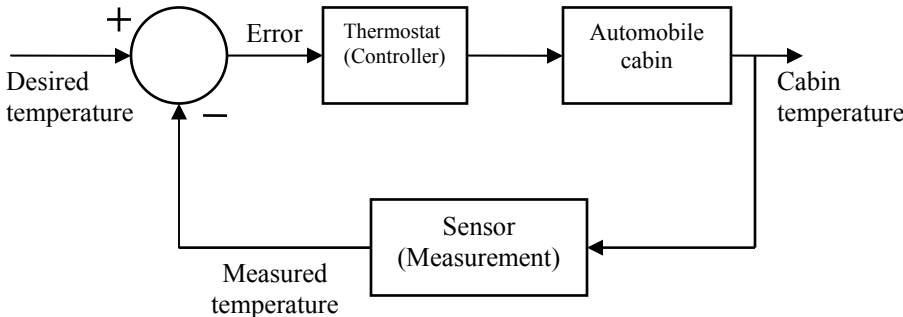 +
Error
Thermostat
(Controller)
Automobile
cabin
Desired
temperature
−
Cabin
temperature
Sensor
(Measurement)
Measured
temperature